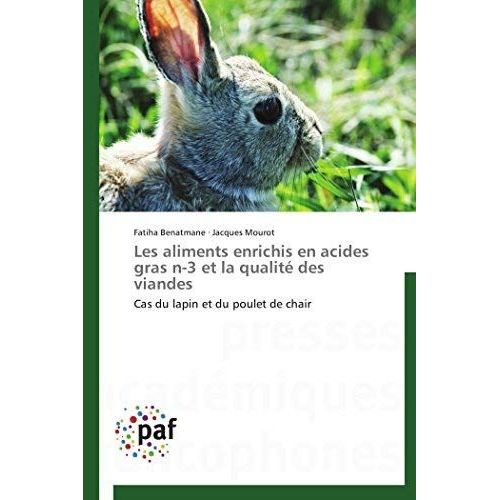 Fatiha Benatmane · Jacques Mourot
Les aliments enrichis en acides
gras n-3 et la qualité des
viandes
Cas du lapin et du poulet de chair
presses
académiques
francophones
paf